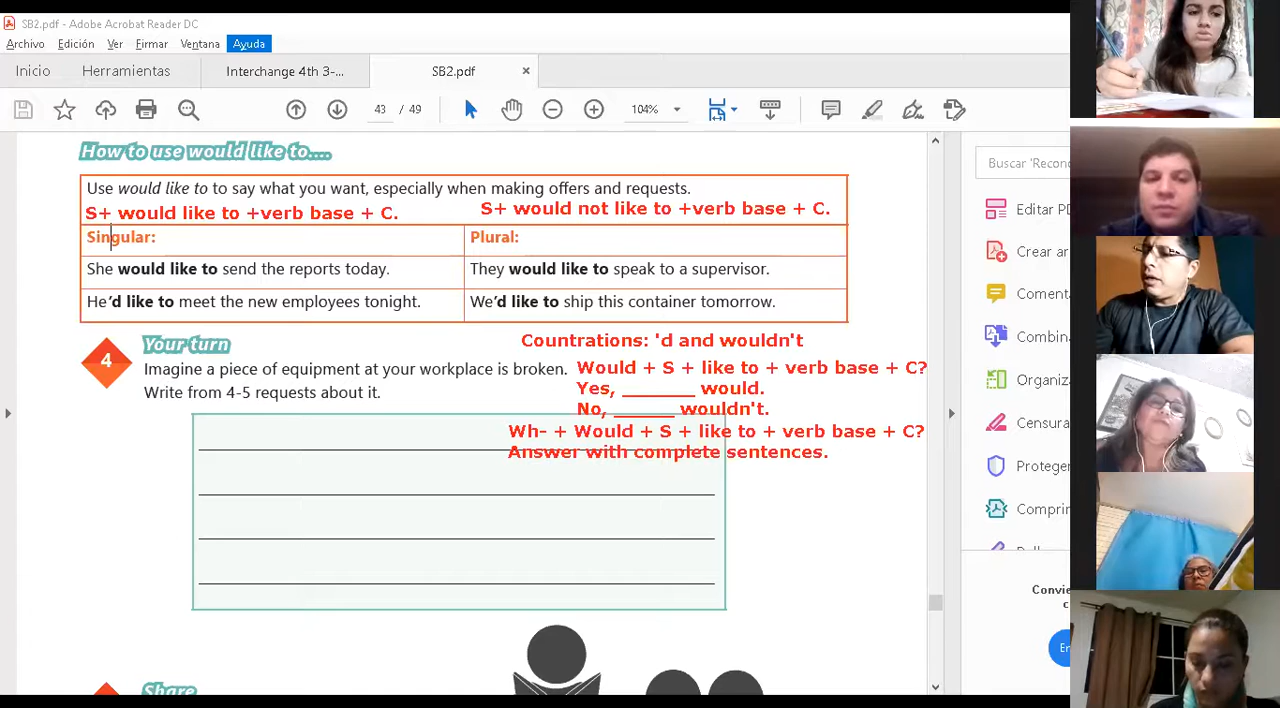 SB2.pdf - Adobe Acrobat Reader DC
Archivo Edición Ver Firmar Ventana Ayuda
Inicio Herramientas Interchange 4th 3-... SB2.pdf ×
43 / 49 104%
How to use would like to....
Use would like to to say what you want, especially when making offers and requests.
S+ would like to +verb base + C. S+ would not like to +verb base + C.
Singular: Plural:
She would like to send the reports today. They would like to speak to a supervisor.
He'd like to meet the new employees tonight. We'd like to ship this container tomorrow.
Countrations: 'd and wouldn't
4 Your turn
Imagine a piece of equipment at your workplace is broken.
Write from 4-5 requests about it.
Would + S + like to + verb base + C?
Yes, _______ would.
No, ______ wouldn't.
Wh- + Would + S + like to + verb base + C?
Answer with complete sentences.
Share
Buscar 'Recon
Editar PD
Crear ar
Coment
Combin
Organiz
Censura
Proteger
Comprin
Convie